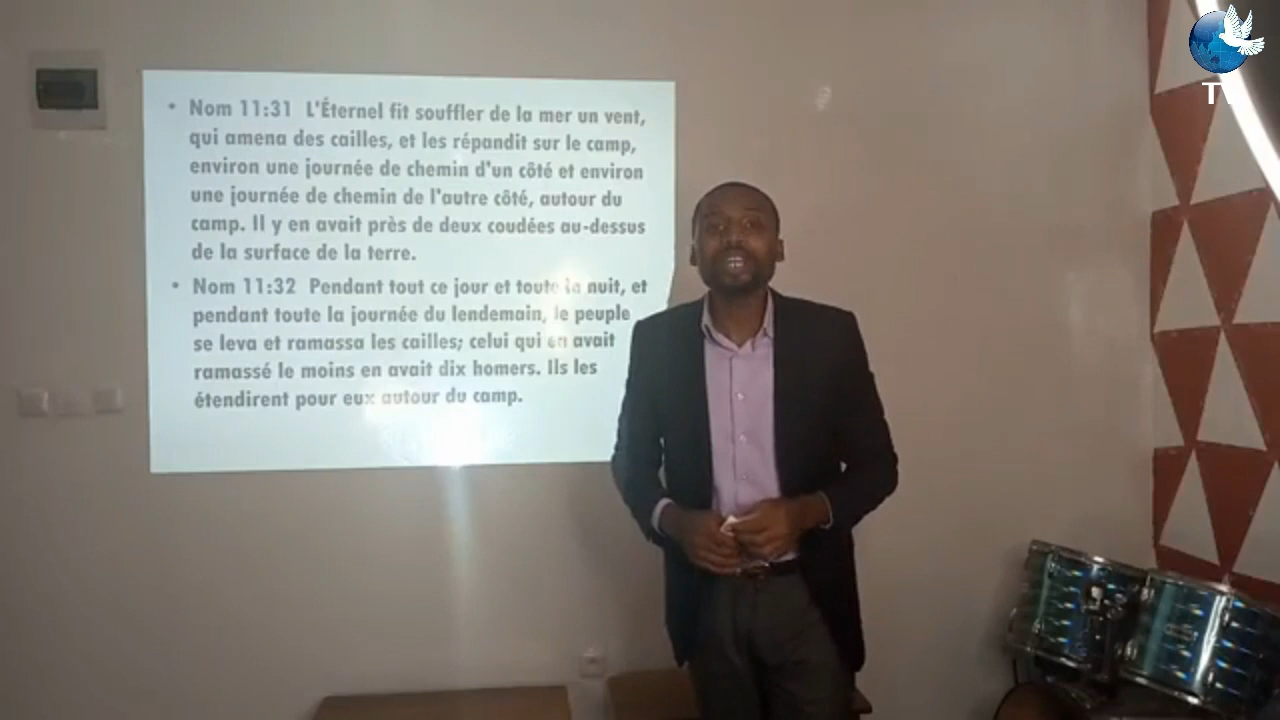 • Nom 11:31 L'Éternel fit souffler de la mer un vent,
qui amena des cailles, et les répandit sur le camp,
environ une journée de chemin d'un côté et environ
une journée de chemin de l'autre côté, autour du
camp. Il y en avait près de deux coudées au-dessus
de la surface de la terre.
• Nom 11:32 Pendant tout ce jour et toute la nuit, et
pendant toute la journée du lendemain, le peuple
se leva et ramassa les cailles; celui qui en avait
ramassé le moins en avait dix homers. Ils les
étendirent pour eux autour du camp.